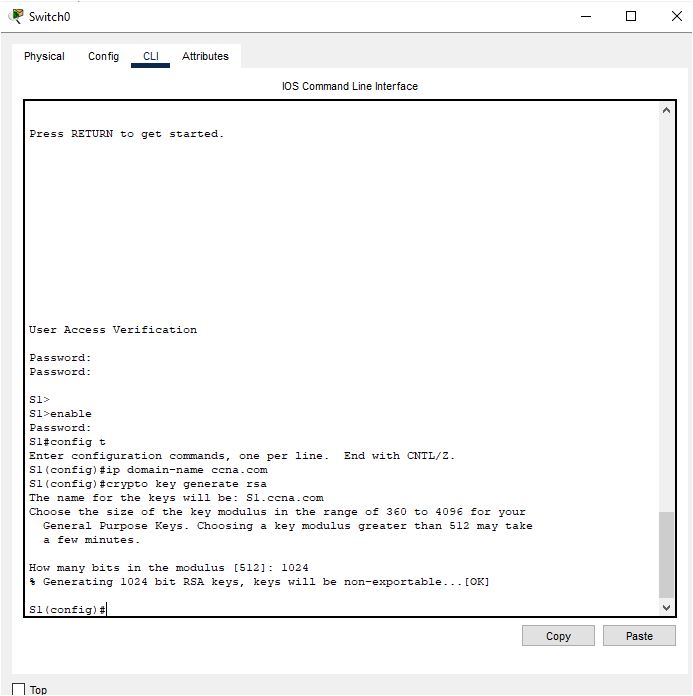 Switch0
Physical Config CLI Attributes
IOS Command Line Interface
Press RETURN to get started.
User Access Verification
Password:
Password:
S1>
S1>enable
Password:
S1#config t
Enter configuration commands, one per line.  End with CNTL/Z.
S1(config)#ip domain-name ccna.com
S1(config)#crypto key generate rsa
The name for the keys will be: S1.ccna.com
Choose the size of the key modulus in the range of 360 to 4096 for your
  General Purpose Keys. Choosing a key modulus greater than 512 may take
  a few minutes.
How many bits in the modulus [512]: 1024
% Generating 1024 bit RSA keys, keys will be non-exportable...[OK]
S1(config)#
Copy Paste
Top